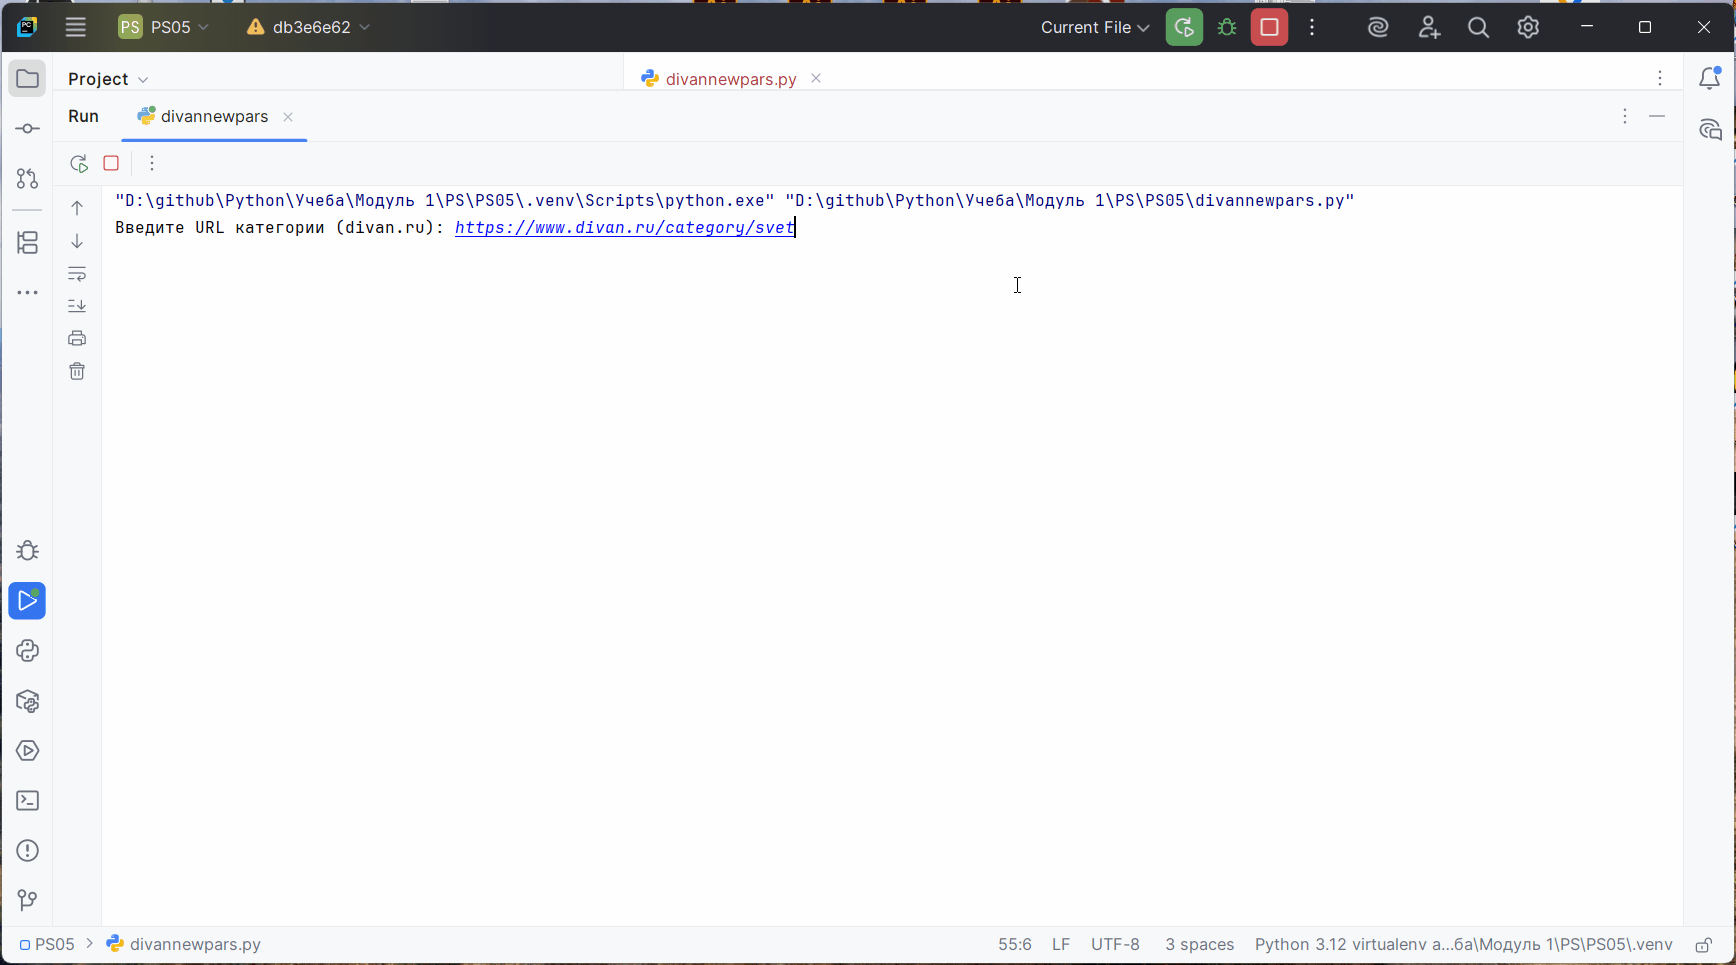 PS PS05 db3e6e62 Current File
Project divannewpars.py
Run divannewpars
"D:\github\Python\Учеба\Модуль 1\PS\PS05\.venv\Scripts\python.exe" "D:\github\Python\Учеба\Модуль 1\PS\PS05\divannewpars.py"
Введите URL категории (divan.ru): https://www.divan.ru/category/svet
PS05 > divannewpars.py 55:6 LF UTF-8 3 spaces Python 3.12 virtualenv a...ба\Модуль 1\PS\PS05\.venv